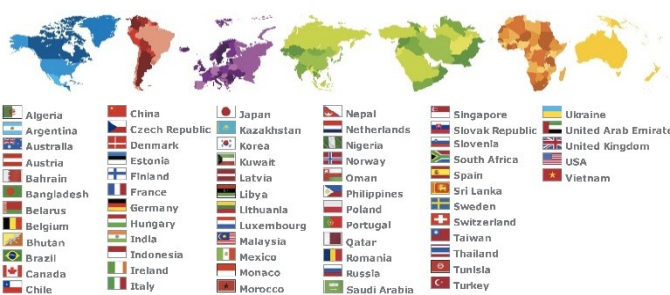 Algeria
Argentina
Australia
Austria
Bahrain
Bangladesh
Belarus
Belgium
Bhutan
Brazil
Canada
Chile
China
Czech Republic
Denmark
Estonia
Finland
France
Germany
Hungary
India
Indonesia
Ireland
Italy
Japan
Kazakhstan
Korea
Kuwait
Latvia
Libya
Lithuania
Luxembourg
Malaysia
Mexico
Monaco
Morocco
Nepal
Netherlands
Nigeria
Norway
Oman
Philippines
Poland
Portugal
Qatar
Romania
Russia
Saudi Arabia
Singapore
Slovak Republic
Slovenia
South Africa
Spain
Sri Lanka
Sweden
Switzerland
Taiwan
Thailand
Tunisia
Turkey
Ukraine
United Arab Emirate
United Kingdom
USA
Vietnam